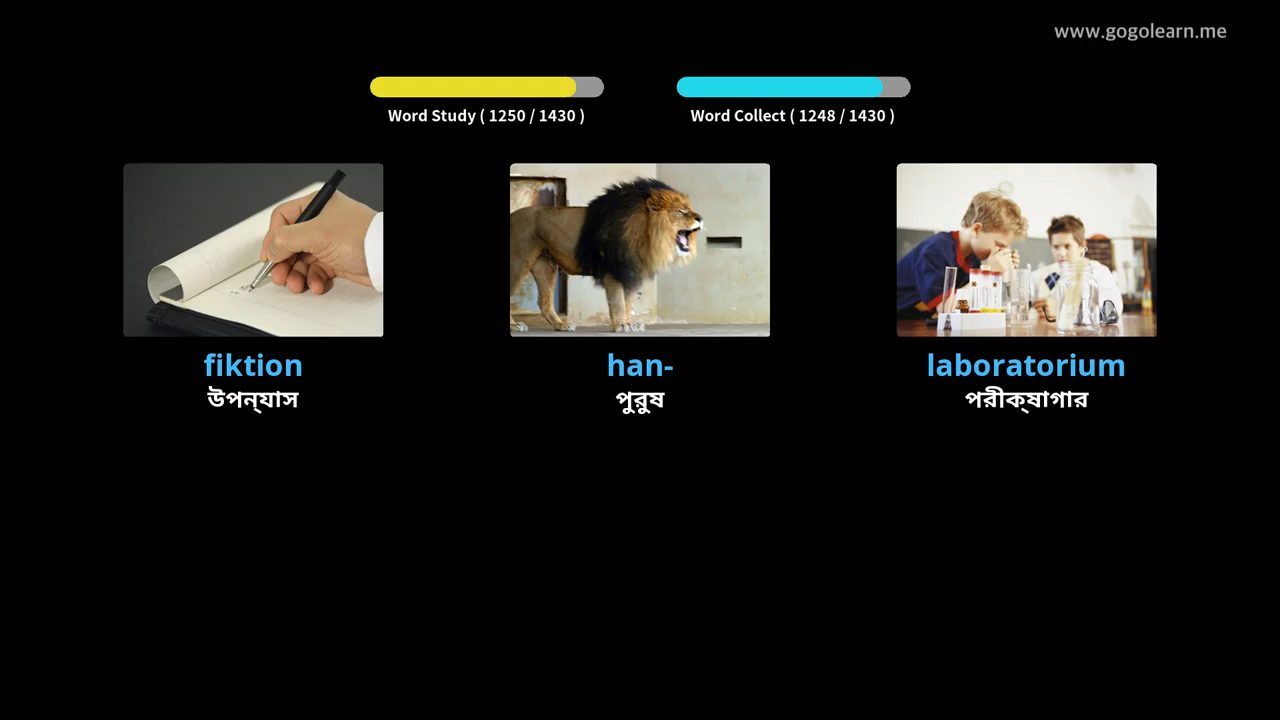 www.gogolearn.me
Word Study ( 1250 / 1430 )
Word Collect ( 1248 / 1430 )
fiktion
উপন্যাস
han-
পুরুষ
laboratorium
পরীক্ষাগার